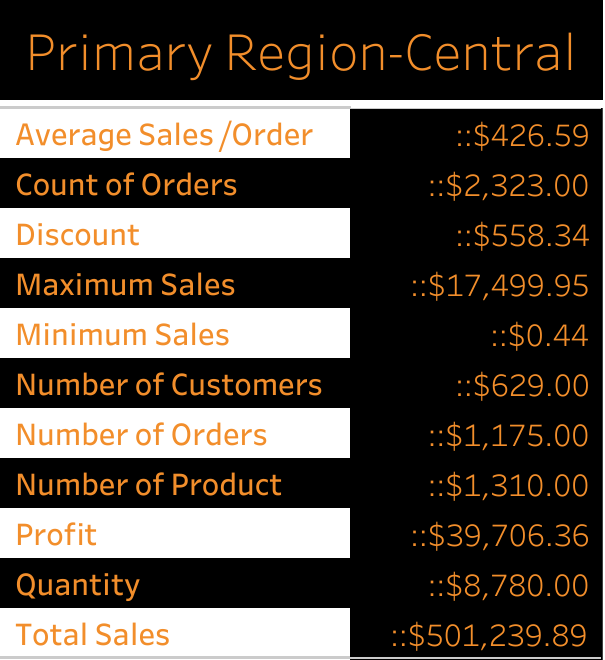 Primary Region-Central
Average Sales /Order ::$426.59
Count of Orders ::$2,323.00
Discount ::$558.34
Maximum Sales ::$17,499.95
Minimum Sales ::$0.44
Number of Customers ::$629.00
Number of Orders ::$1,175.00
Number of Product ::$1,310.00
Profit ::$39,706.36
Quantity ::$8,780.00
Total Sales ::$501,239.89